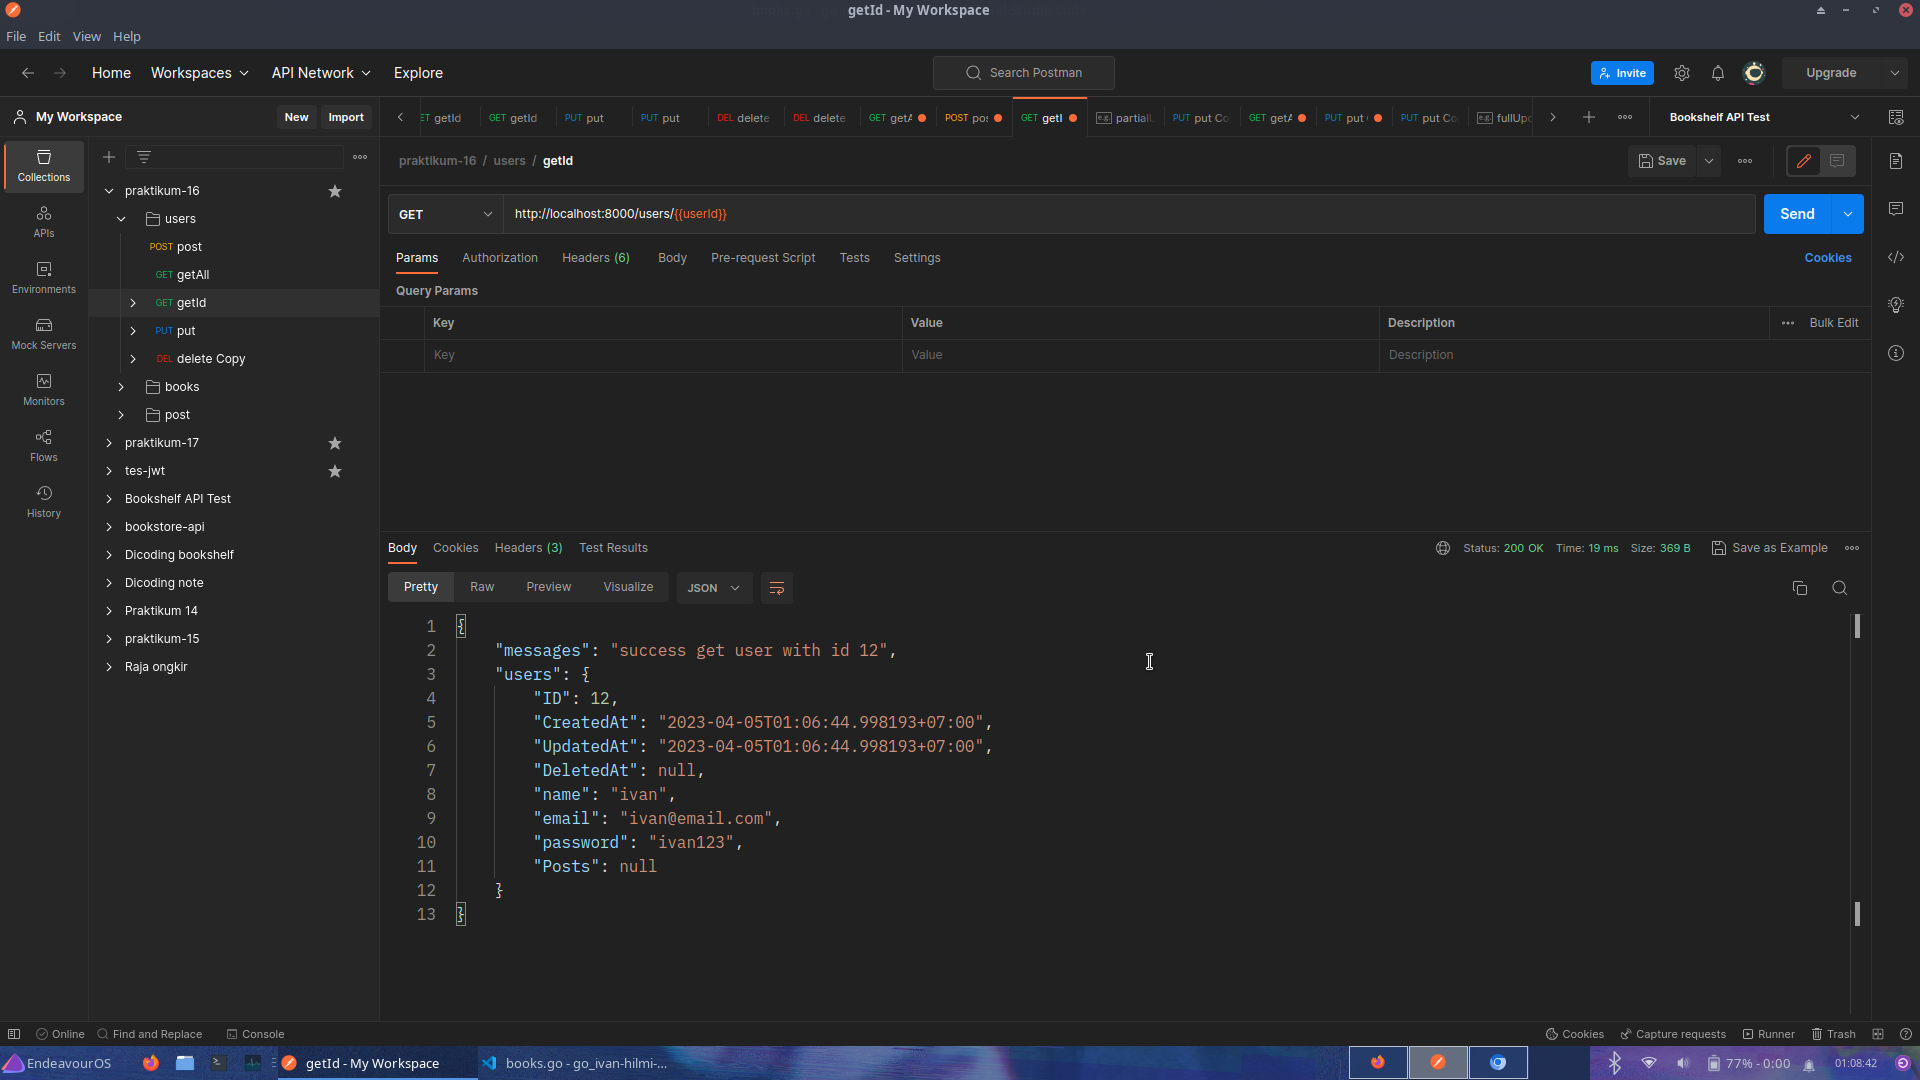 getId - My Workspace
File Edit View Help
Home Workspaces API Network Explore
Search Postman
Invite
Upgrade
My Workspace New Import
ET getId GET getId PUT put PUT put DEL delete DEL delete GET getA POST pos GET getI e.g. partial PUT put Co GET getA PUT put PUT put Co e.g. fullUpd
Bookshelf API Test
Collections
APIs
Environments
Mock Servers
Monitors
Flows
History
praktikum-16
users
POST post
GET getAll
GET getId
PUT put
DEL delete Copy
books
post
praktikum-17
tes-jwt
Bookshelf API Test
bookstore-api
Dicoding bookshelf
Dicoding note
Praktikum 14
praktikum-15
Raja ongkir
praktikum-16 / users / getId
Save
GET http://localhost:8000/users/{{userId}}
Send
Params Authorization Headers (6) Body Pre-request Script Tests Settings
Cookies
Query Params
Key Value Description Bulk Edit
Key Value Description
Body Cookies Headers (3) Test Results
Status: 200 OK Time: 19 ms Size: 369 B Save as Example
Pretty Raw Preview Visualize JSON
1 {
2 "messages": "success get user with id 12",
3 "users": {
4 "ID": 12,
5 "CreatedAt": "2023-04-05T01:06:44.998193+07:00",
6 "UpdatedAt": "2023-04-05T01:06:44.998193+07:00",
7 "DeletedAt": null,
8 "name": "ivan",
9 "email": "ivan@email.com",
10 "password": "ivan123",
11 "Posts": null
12 }
13 }
Online Find and Replace Console
Cookies Capture requests Runner Trash
EndeavourOS
getId - My Workspace
books.go - go_ivan-hilmi-...
77% - 0:00
01:08:42